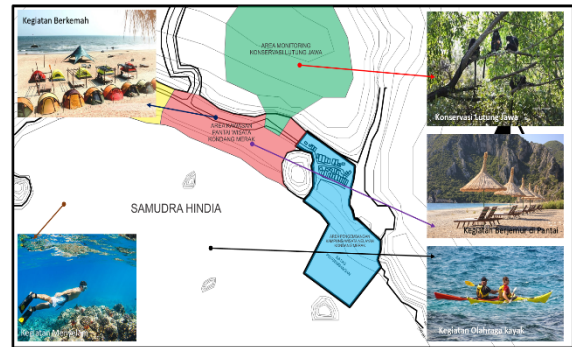 Kegiatan Berkemah
AREA MONITORING
KONSERVASI LUTUNG JAWA
Konservasi Lutung Jawa
AREA KAWASAN
PANTAI WISATA
KONDANG MERAK
Kegiatan Berjemur di Pantai
SAMUDRA HINDIA
Kegiatan Menyelam
Kegiatan Olahraga kayak